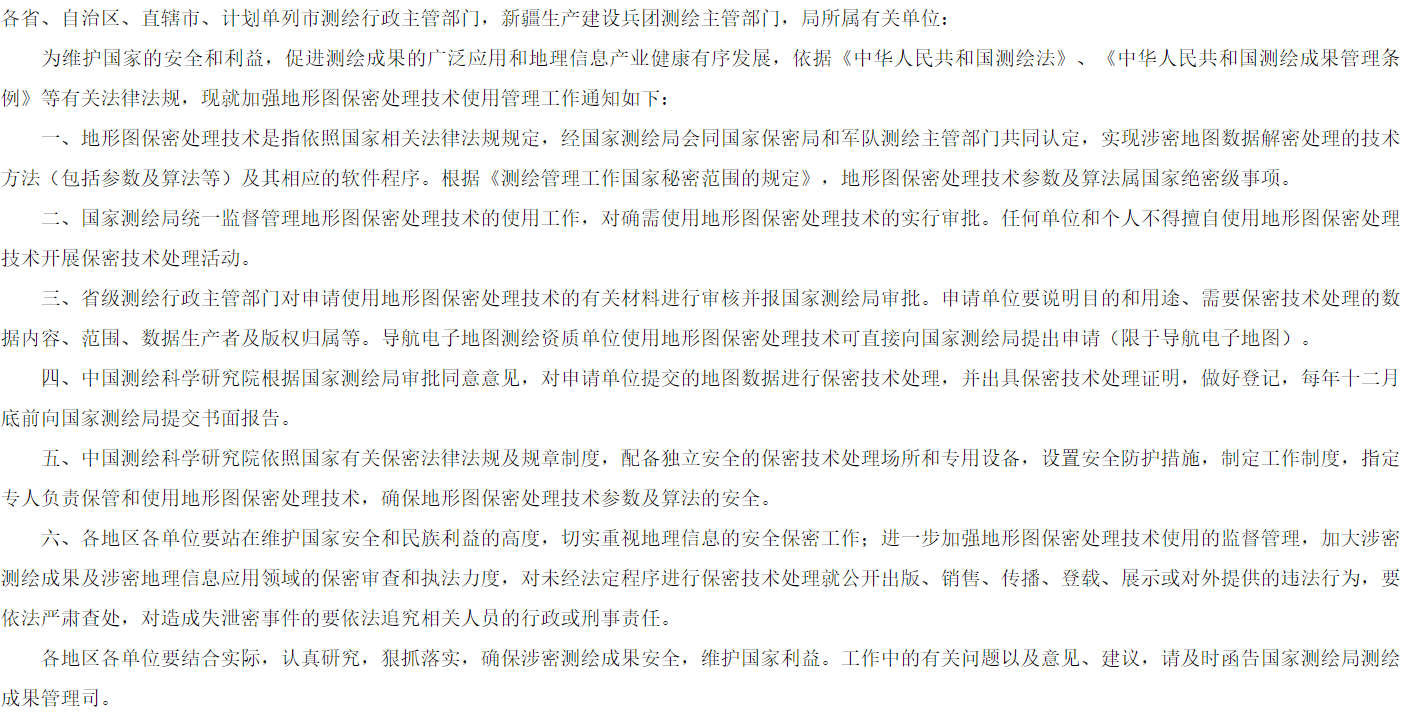 各省、自治区、直辖市、计划单列市测绘行政主管部门，新疆生产建设兵团测绘主管部门，局所属有关单位：
为维护国家的安全和利益，促进测绘成果的广泛应用和地理信息产业健康有序发展，依据《中华人民共和国测绘法》、《中华人民共和国测绘成果管理条
例》等有关法律法规，现就加强地形图保密处理技术使用管理工作通知如下：
一、地形图保密处理技术是指依照国家相关法律法规规定，经国家测绘局会同国家保密局和军队测绘主管部门共同认定，实现涉密地图数据解密处理的技术
方法（包括参数及算法等）及其相应的软件程序。根据《测绘管理工作国家秘密范围的规定》，地形图保密处理技术参数及算法属国家绝密级事项。
二、国家测绘局统一监督管理地形图保密处理技术的使用工作，对确需使用地形图保密处理技术的实行审批。任何单位和个人不得擅自使用地形图保密处理
技术开展保密技术处理活动。
三、省级测绘行政主管部门对申请使用地形图保密处理技术的有关材料进行审核并报国家测绘局审批。申请单位要说明目的和用途、需要保密技术处理的数
据内容、范围、数据生产者及版权归属等。导航电子地图测绘资质单位使用地形图保密处理技术可直接向国家测绘局提出申请（限于导航电子地图）。
四、中国测绘科学研究院根据国家测绘局审批同意意见，对申请单位提交的地图数据进行保密技术处理，并出具保密技术处理证明，做好登记，每年十二月
底前向国家测绘局提交书面报告。
五、中国测绘科学研究院依照国家有关保密法律法规及规章制度，配备独立安全的保密技术处理场所和专用设备，设置安全防护措施，制定工作制度，指定
专人负责保管和使用地形图保密处理技术，确保地形图保密处理技术参数及算法的安全。
六、各地区各单位要站在维护国家安全和民族利益的高度，切实重视地理信息的安全保密工作；进一步加强地形图保密处理技术使用的监督管理，加大涉密
测绘成果及涉密地理信息应用领域的保密审查和执法力度，对未经法定程序进行保密技术处理就公开出版、销售、传播、登载、展示或对外提供的违法行为，要
依法严肃查处，对造成失泄密事件的要依法追究相关人员的行政或刑事责任。
各地区各单位要结合实际，认真研究，狠抓落实，确保涉密测绘成果安全，维护国家利益。工作中的有关问题以及意见、建议，请及时函告国家测绘局测绘
成果管理司。